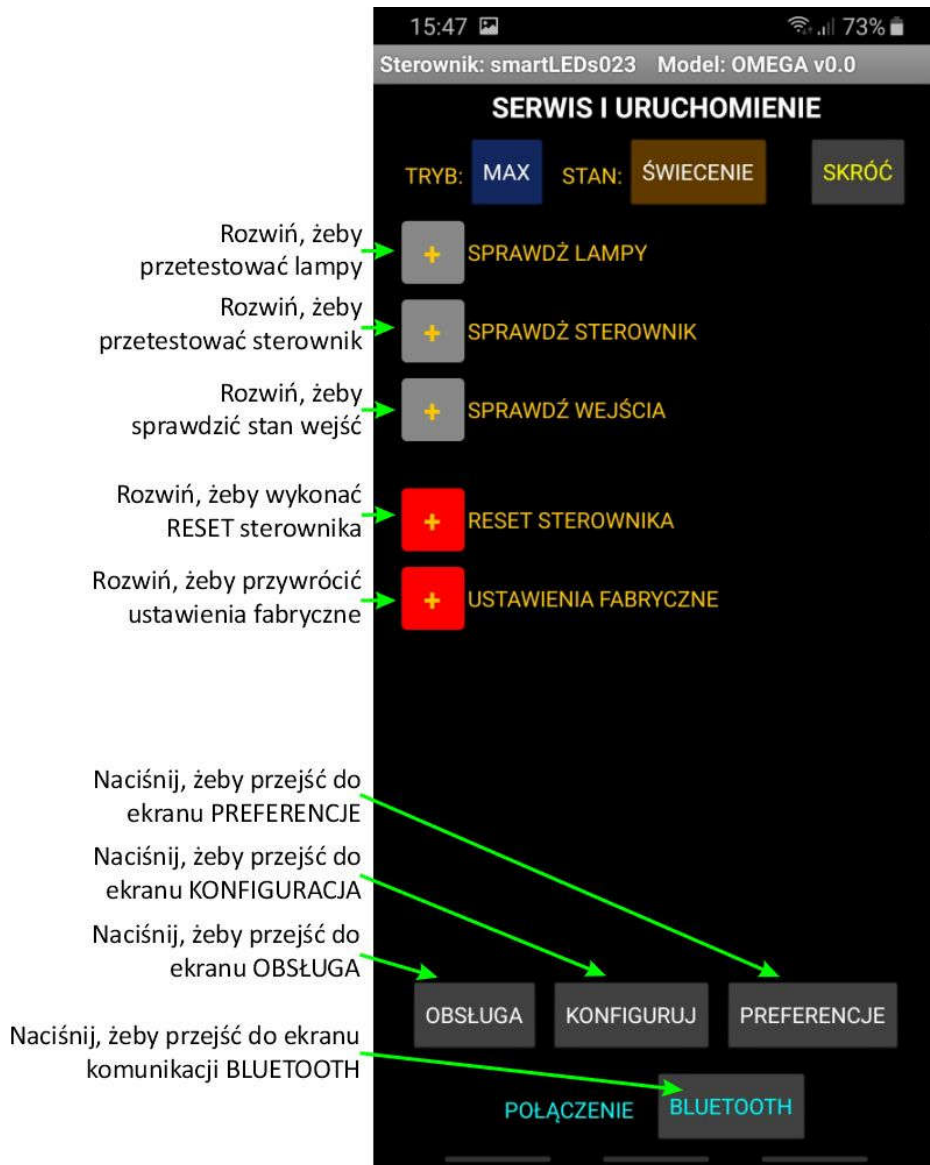 15:47 73%
Sterownik: smartLEDs023 Model: OMEGA v0.0
SERWIS I URUCHOMIENIE
TRYB: MAX STAN: ŚWIECENIE SKRÓĆ
Rozwiń, żeby
przetestować lampy
+ SPRAWDŹ LAMPY
Rozwiń, żeby
przetestować sterownik
+ SPRAWDŹ STEROWNIK
Rozwiń, żeby
sprawdzić stan wejść
+ SPRAWDŹ WEJŚCIA
Rozwiń, żeby wykonać
RESET sterownika
+ RESET STEROWNIKA
Rozwiń, żeby przywrócić
ustawienia fabryczne
+ USTAWIENIA FABRYCZNE
Naciśnij, żeby przejść do
ekranu PREFERENCJE
Naciśnij, żeby przejść do
ekranu KONFIGURACJA
Naciśnij, żeby przejść do
ekranu OBSŁUGA
OBSŁUGA KONFIGURUJ PREFERENCJE
Naciśnij, żeby przejść do ekranu
komunikacji BLUETOOTH
POŁĄCZENIE BLUETOOTH